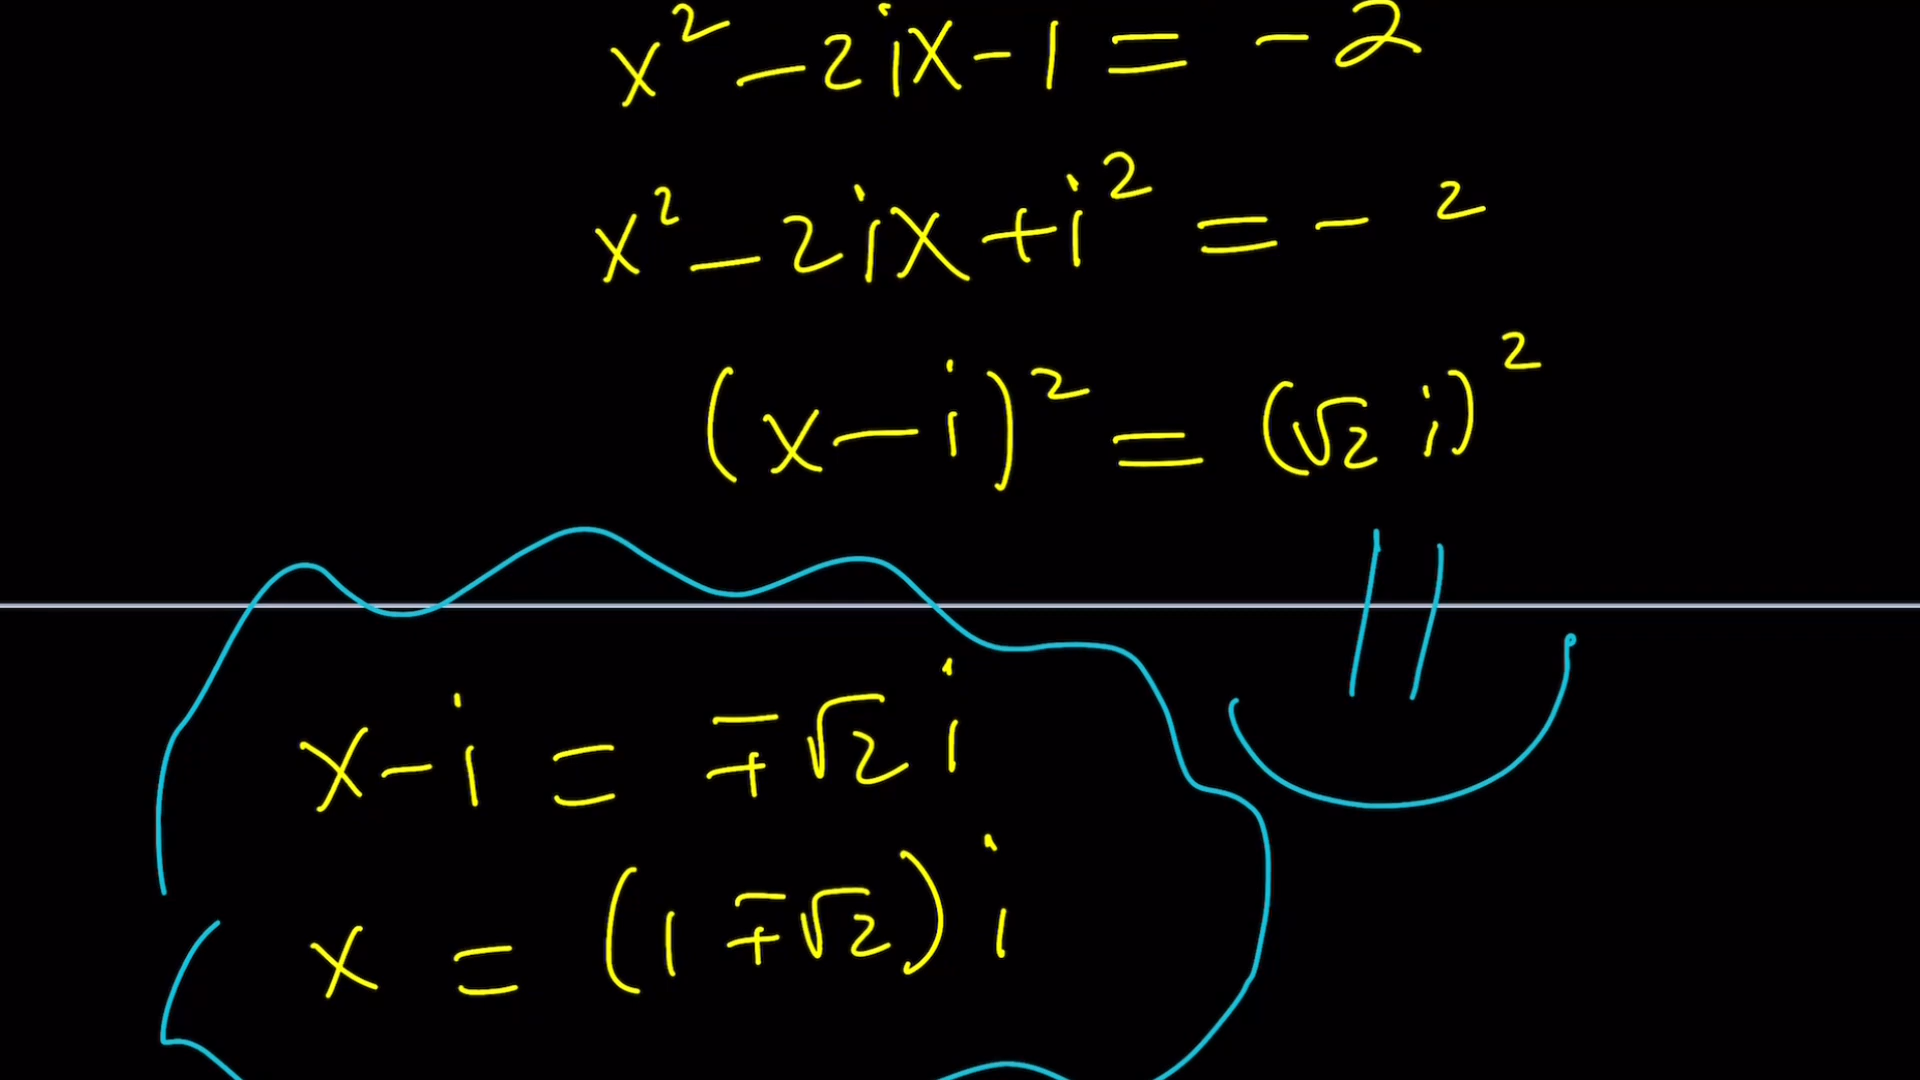 x² - 2ix - 1 = -2
x² - 2ix + i² = - 2
(x - i)² = (√2 i)²
x - i = ∓√2 i
x = (1 ∓ √2) i